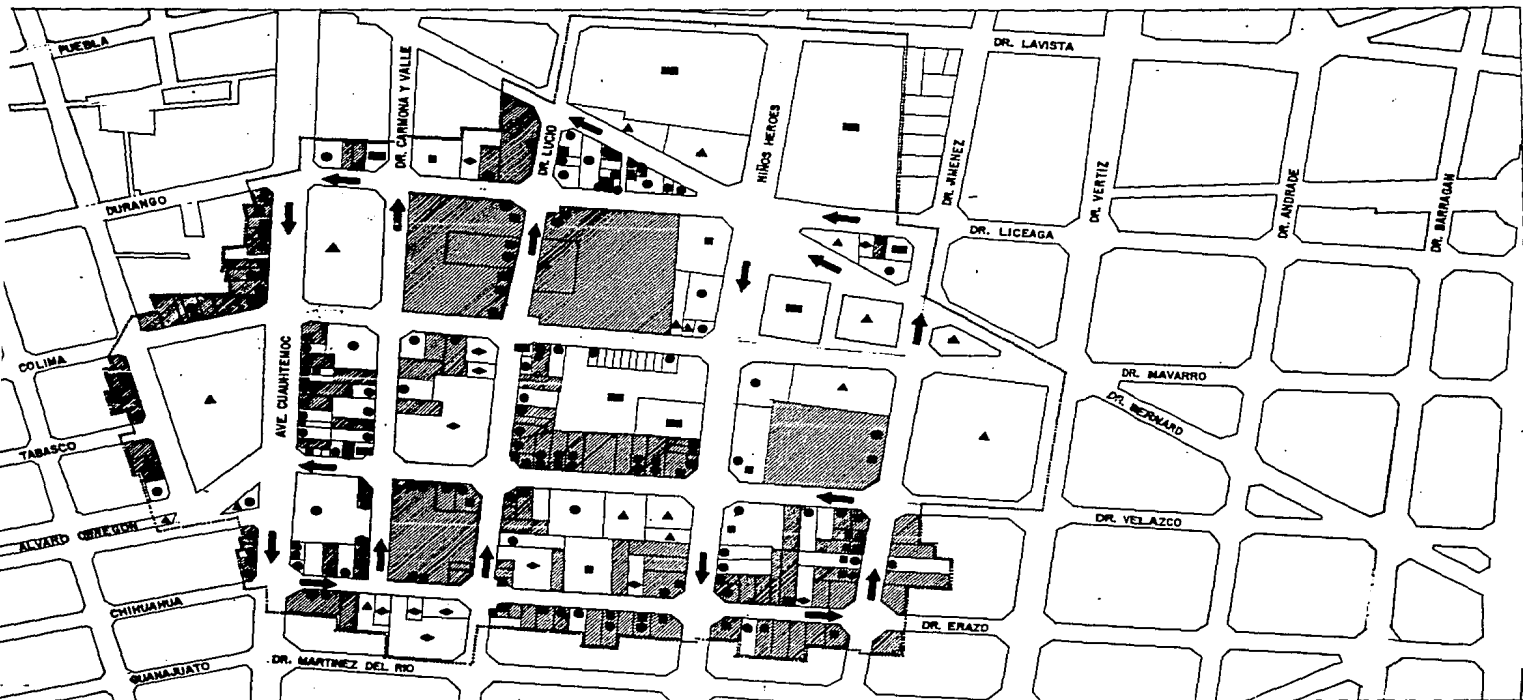 PUEBLA
DR. CARMONA Y VALLE
DR. LUCIO
NIÑOS HEROES
DR. LAVISTA
DR. JIMENEZ
DR. VERTIZ
DR. ANDRADE
DR. BARRAGAN
DURANGO
DR. LICEAGA
AVE. CUAUHTEMOC
COLIMA
DR. NAVARRO
DR. BERNARD
TABASCO
ALVARO OBREGON
DR. VELAZCO
CHIHUAHUA
DR. ERAZO
GUANAJUATO
DR. MARTINEZ DEL RIO